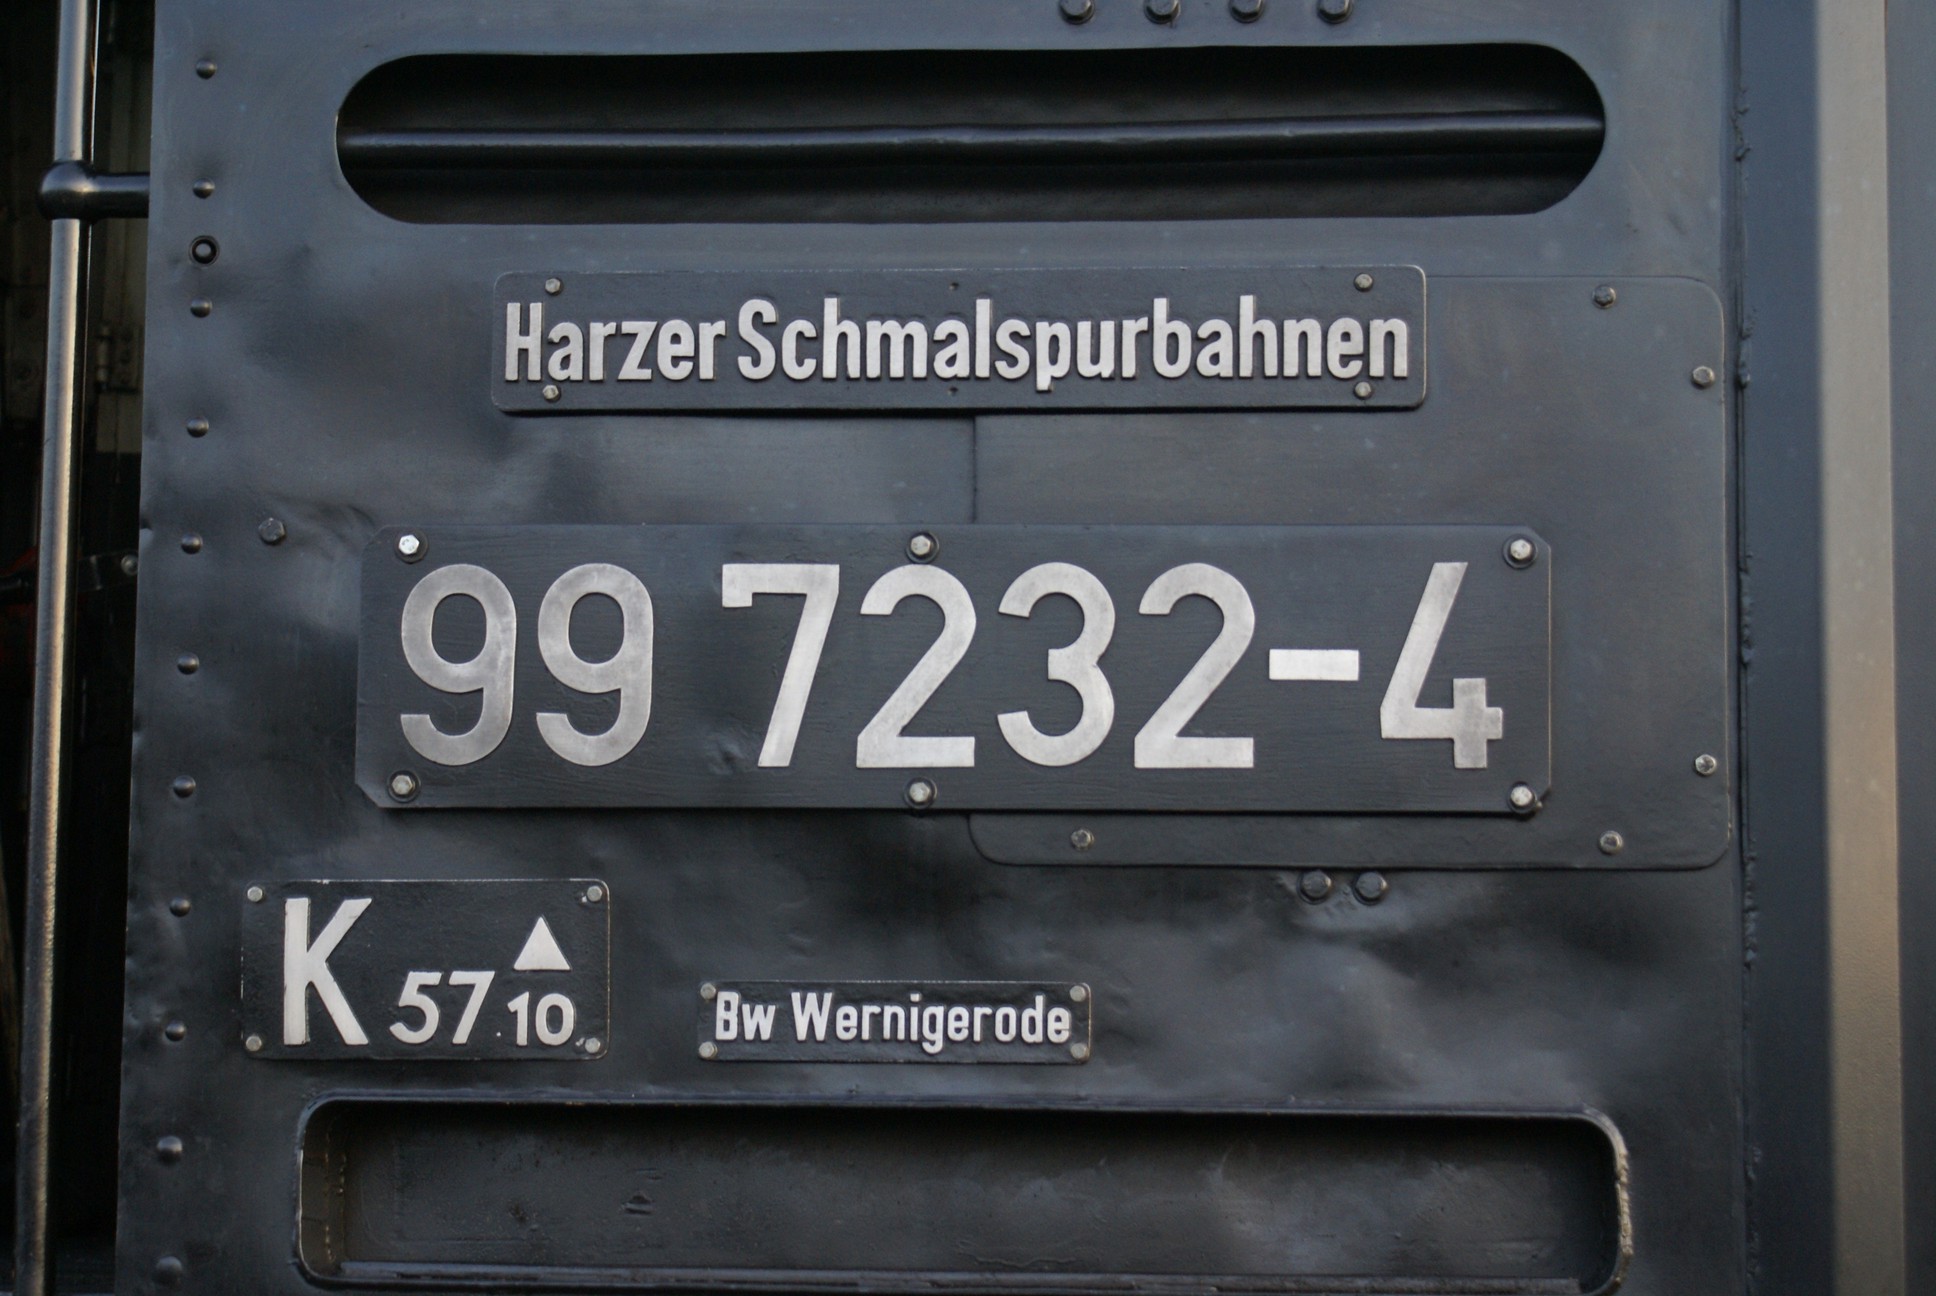 Harzer Schmalspurbahnen
99 7232-4
K 57.10
Bw Wernigerode